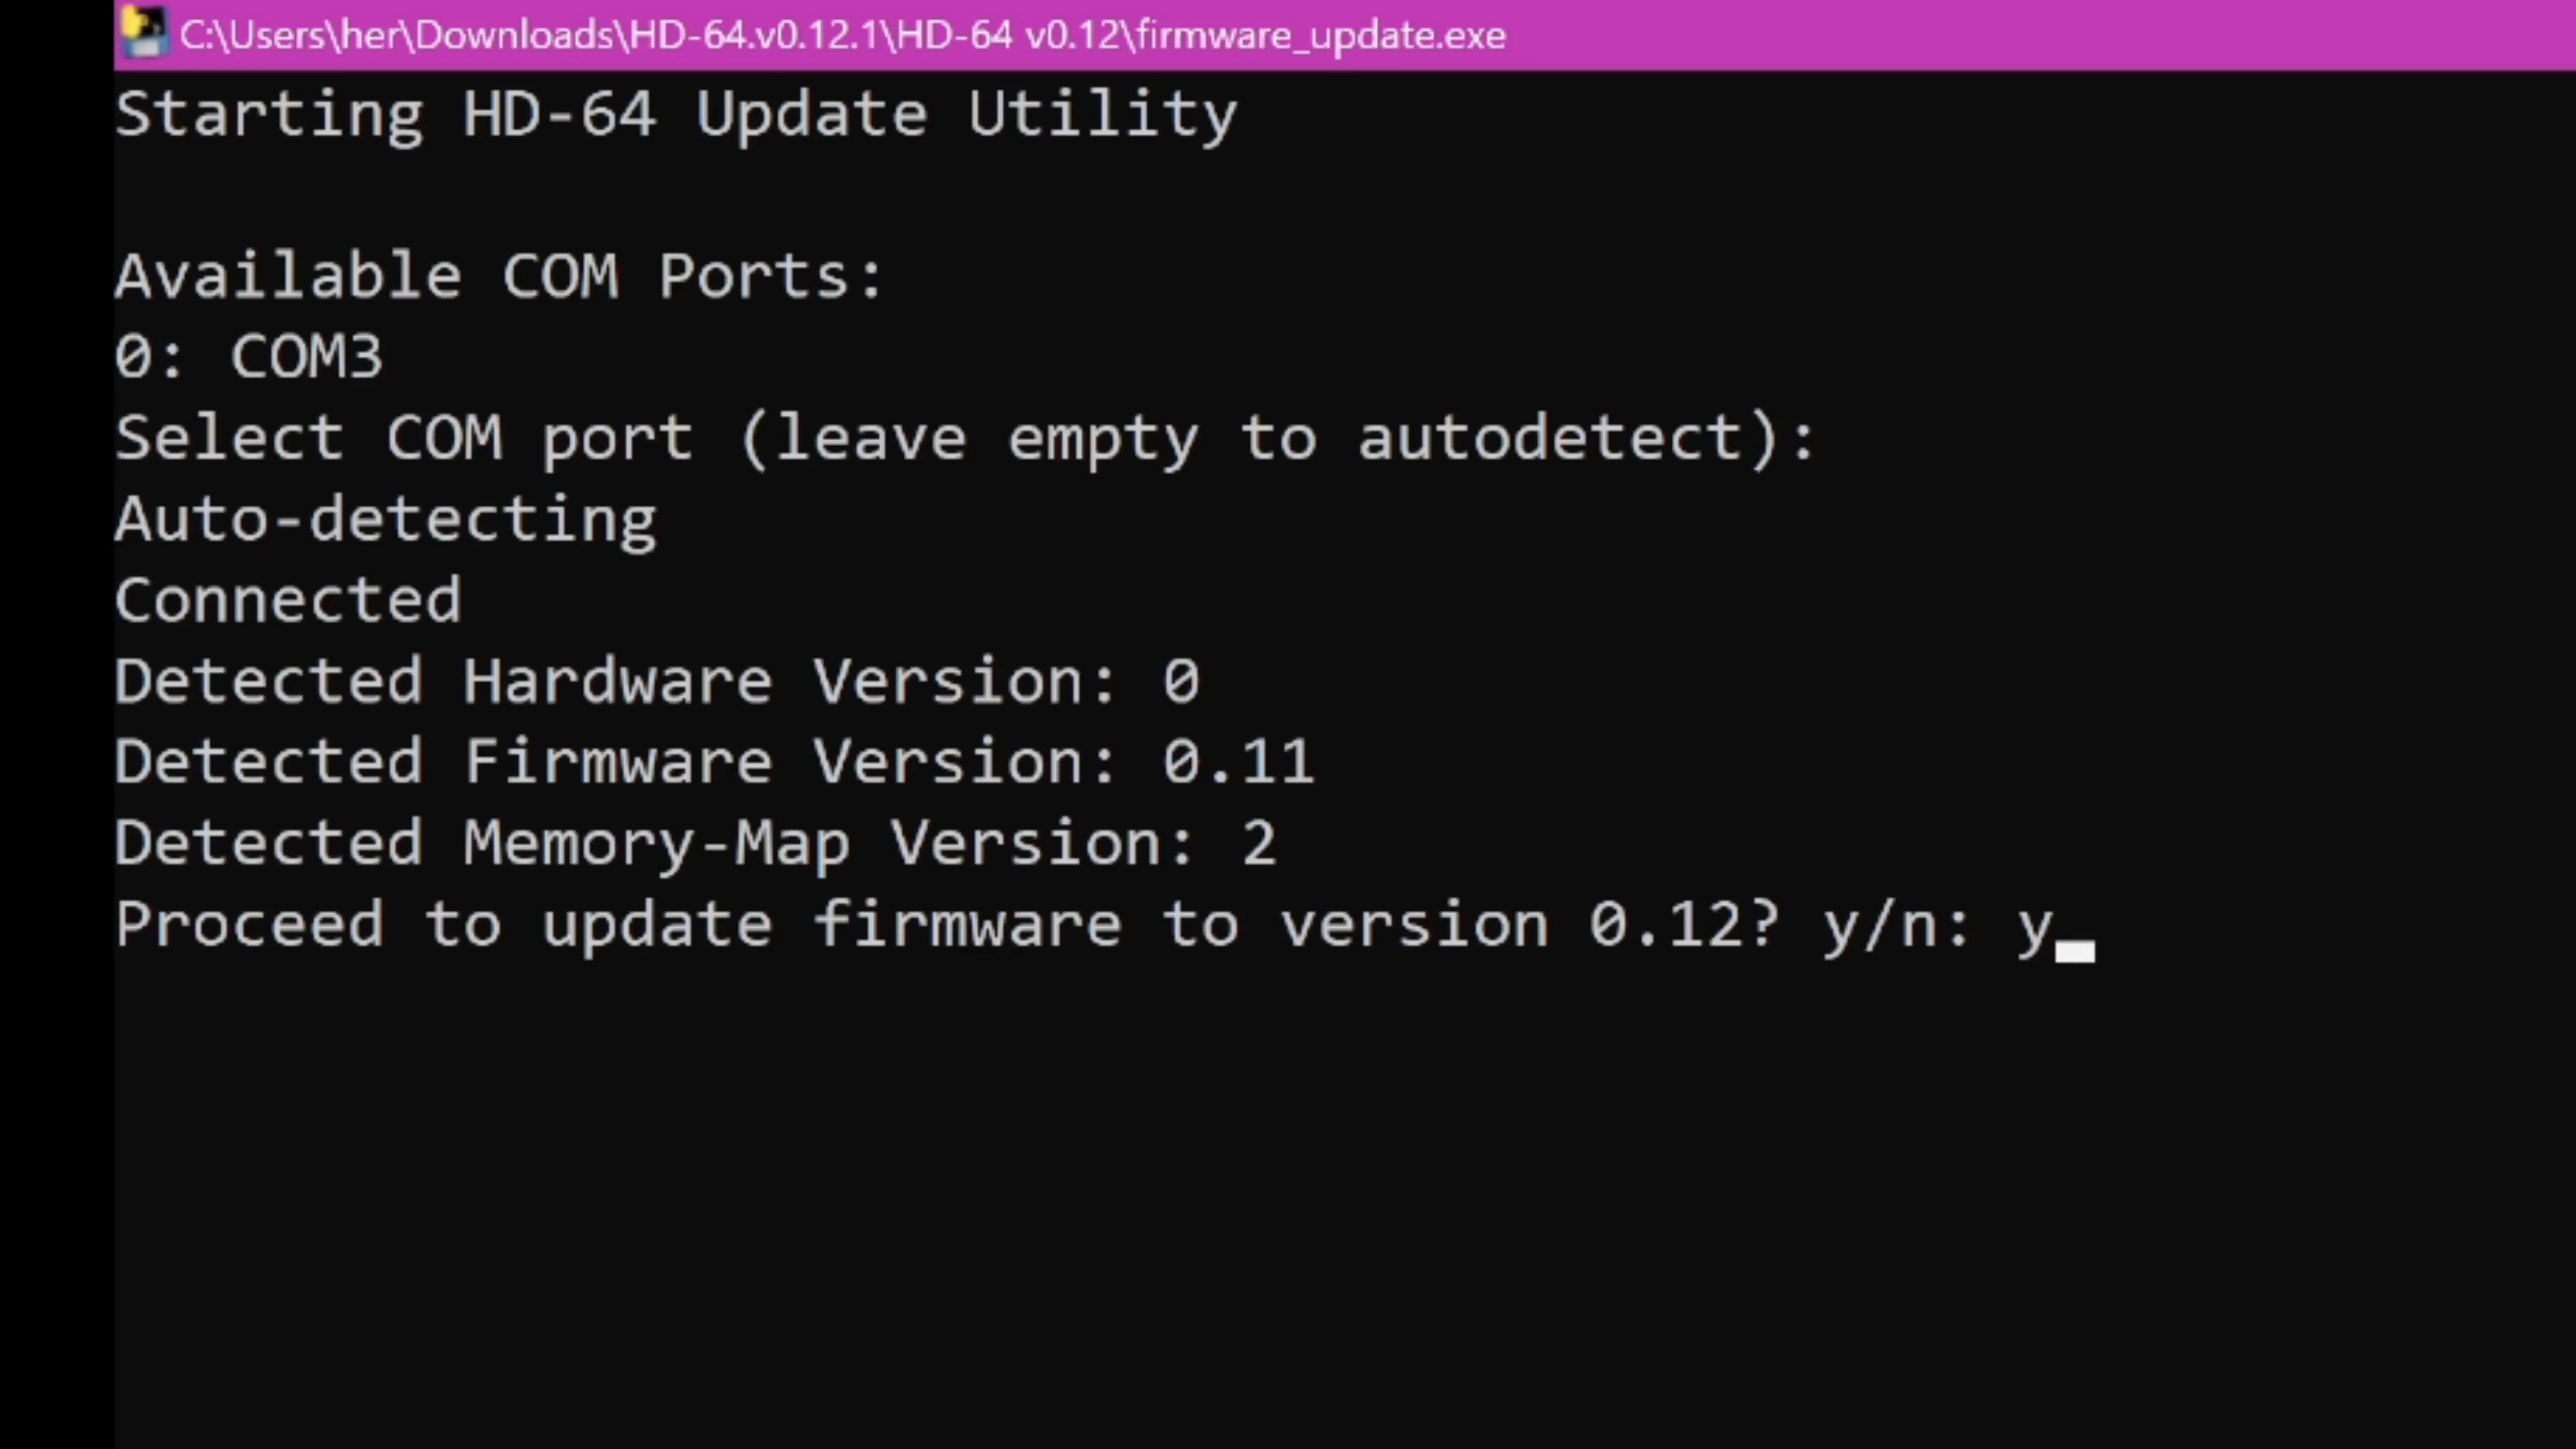 C:\Users\her\Downloads\HD-64.v0.12.1\HD-64 v0.12\firmware_update.exe
Starting HD-64 Update Utility
Available COM Ports:
0: COM3
Select COM port (leave empty to autodetect):
Auto-detecting
Connected
Detected Hardware Version: 0
Detected Firmware Version: 0.11
Detected Memory-Map Version: 2
Proceed to update firmware to version 0.12? y/n: y